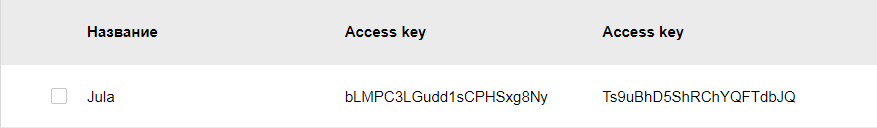 Название Access key Access key
Jula bLMPC3LGudd1sCPHSxg8Ny Ts9uBhD5ShRChYQFTdbJQ